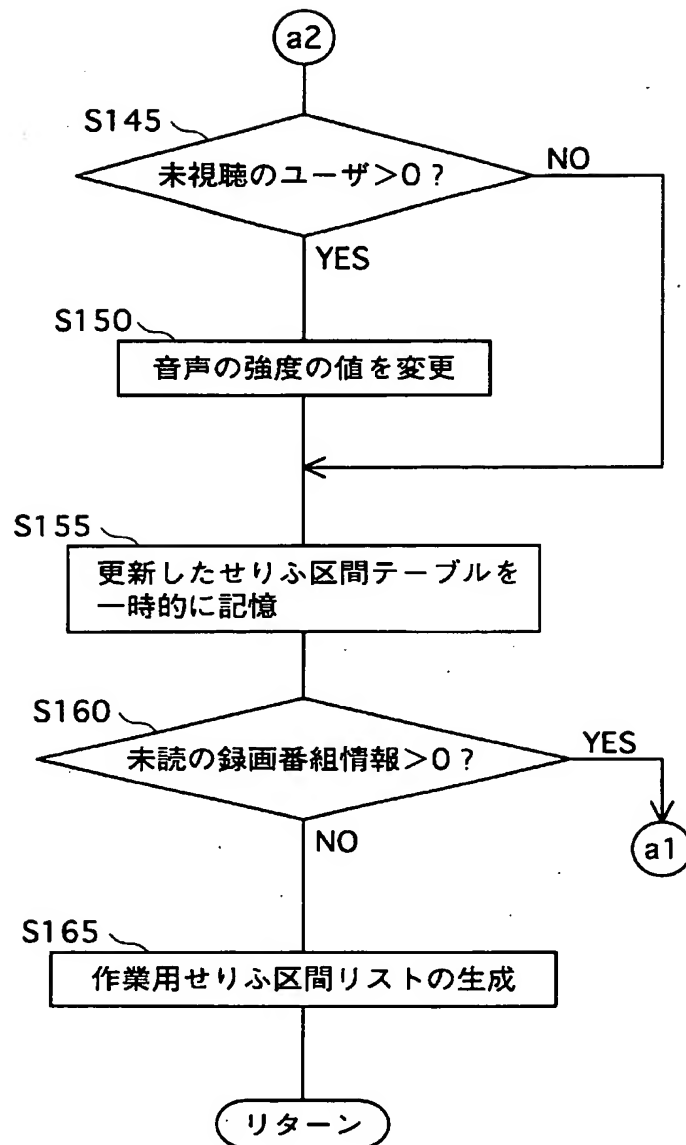 a2
S145
未視聴のユーザ>0?
NO
YES
S150
音声の強度の値を変更
S155
更新したせりふ区間テーブルを
一時的に記憶
S160
未読の録画番組情報>0?
YES
NO
a1
S165
作業用せりふ区間リストの生成
リターン